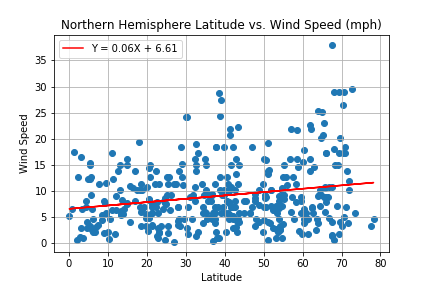 Northern Hemisphere Latitude vs. Wind Speed (mph)
Y = 0.06X + 6.61
Wind Speed
35
30
25
20
15
10
5
0
0 10 20 30 40 50 60 70 80
Latitude